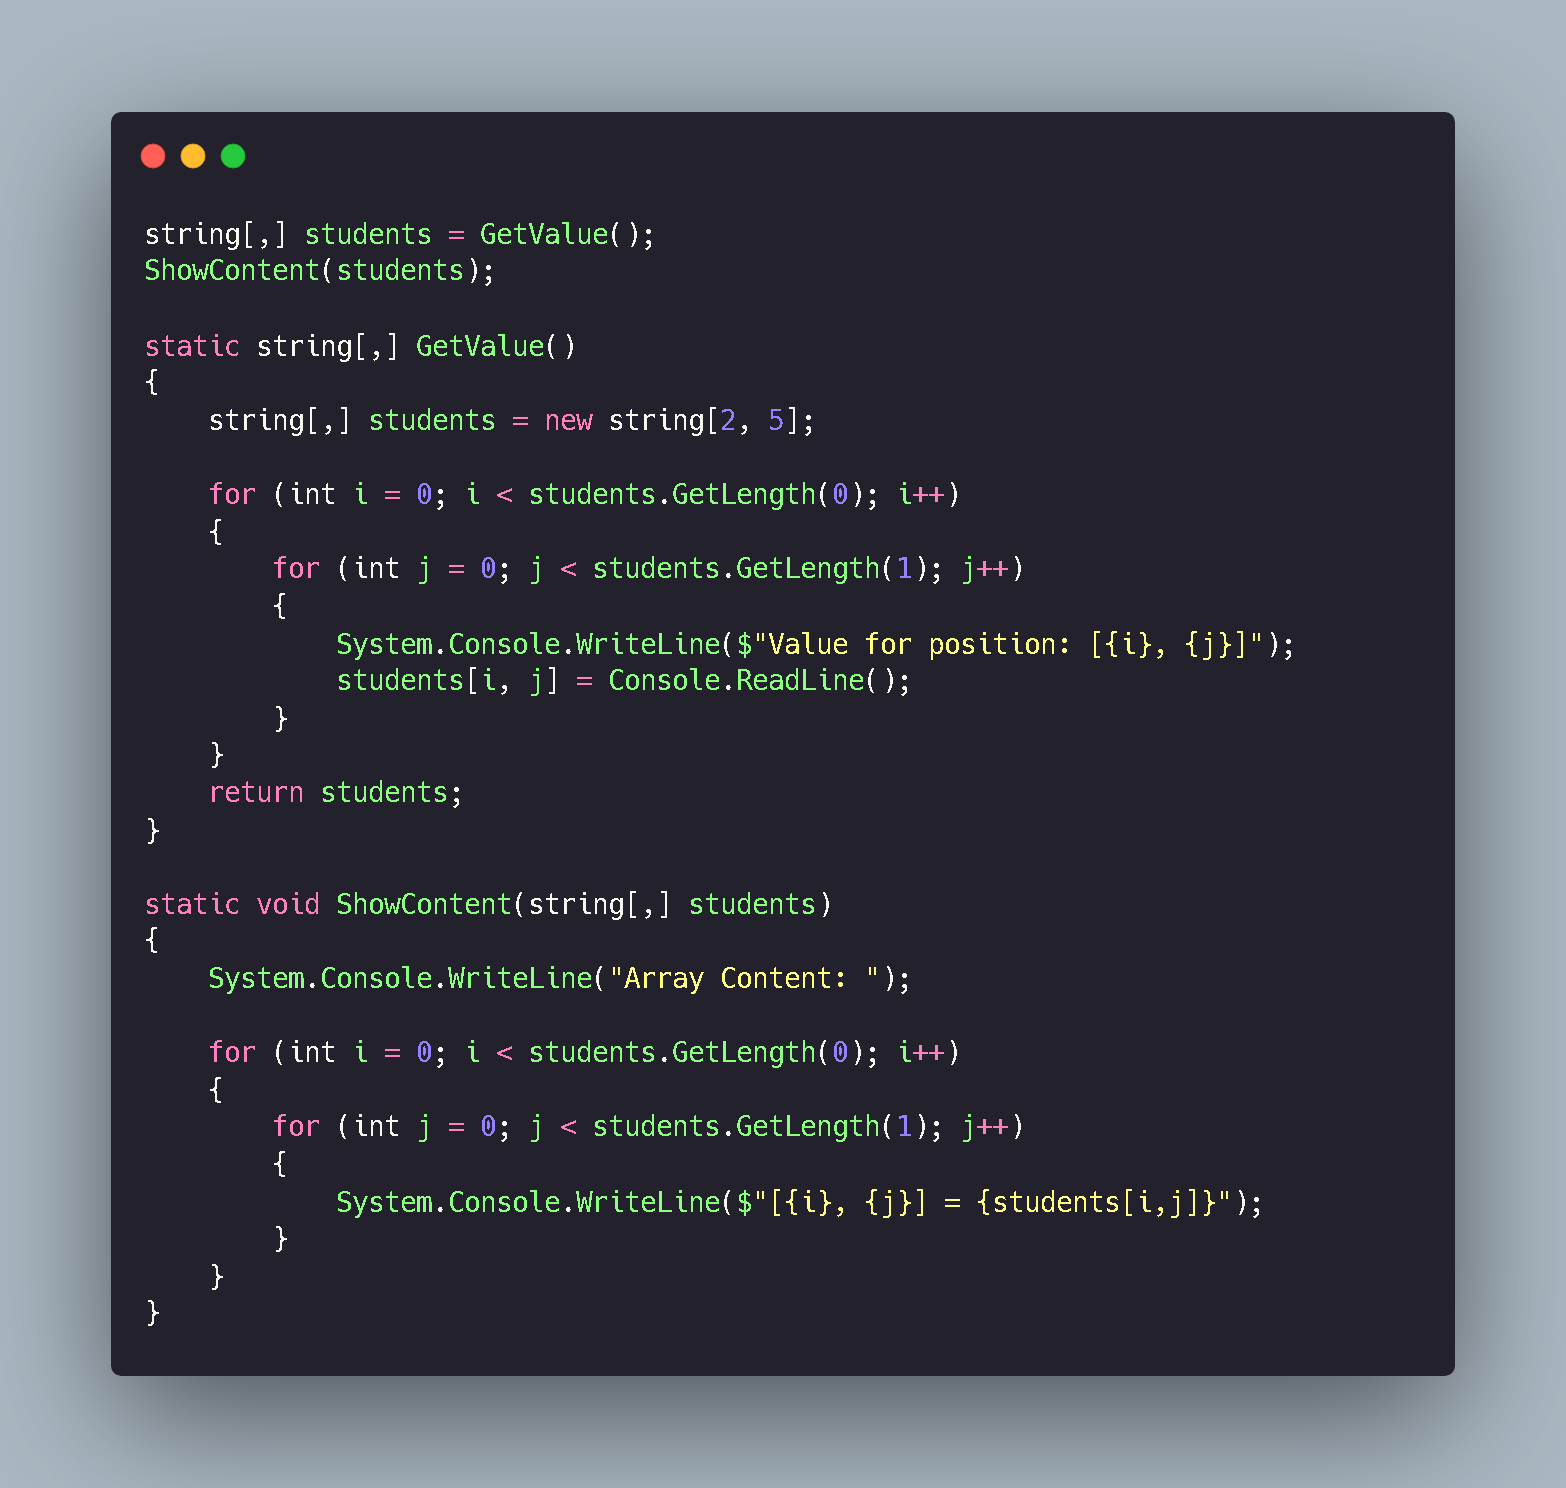 string[,] students = GetValue();
ShowContent(students);

static string[,] GetValue()
{
    string[,] students = new string[2, 5];

    for (int i = 0; i < students.GetLength(0); i++)
    {
        for (int j = 0; j < students.GetLength(1); j++)
        {
            System.Console.WriteLine($"Value for position: [{i}, {j}]");
            students[i, j] = Console.ReadLine();
        }
    }
    return students;
}

static void ShowContent(string[,] students)
{
    System.Console.WriteLine("Array Content: ");

    for (int i = 0; i < students.GetLength(0); i++)
    {
        for (int j = 0; j < students.GetLength(1); j++)
        {
            System.Console.WriteLine($"[{i}, {j}] = {students[i,j]}");
        }
    }
}